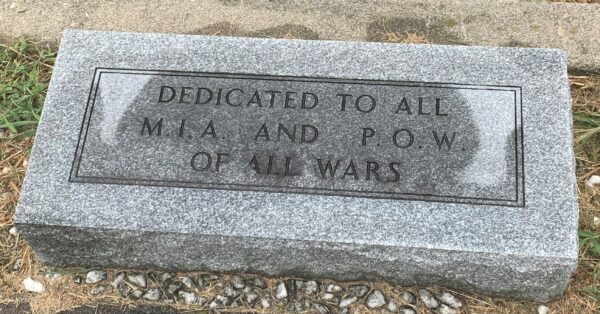 DEDICATED TO ALL
M.I.A. AND P.O.W.
OF ALL WARS